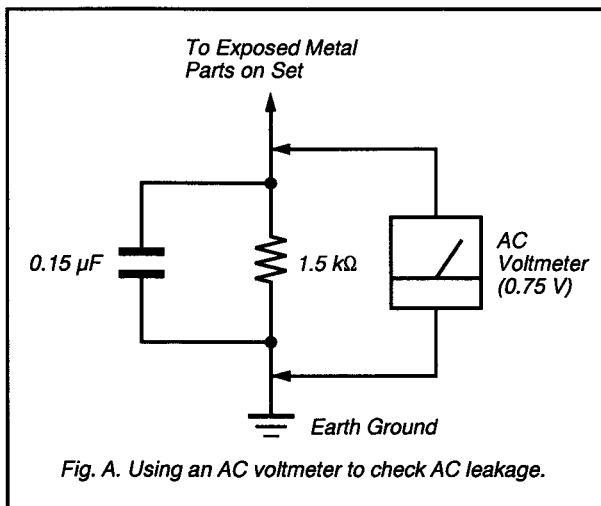 To Exposed Metal
Parts on Set
0.15 µF
1.5 kΩ
AC
Voltmeter
(0.75 V)
Earth Ground
Fig. A. Using an AC voltmeter to check AC leakage.